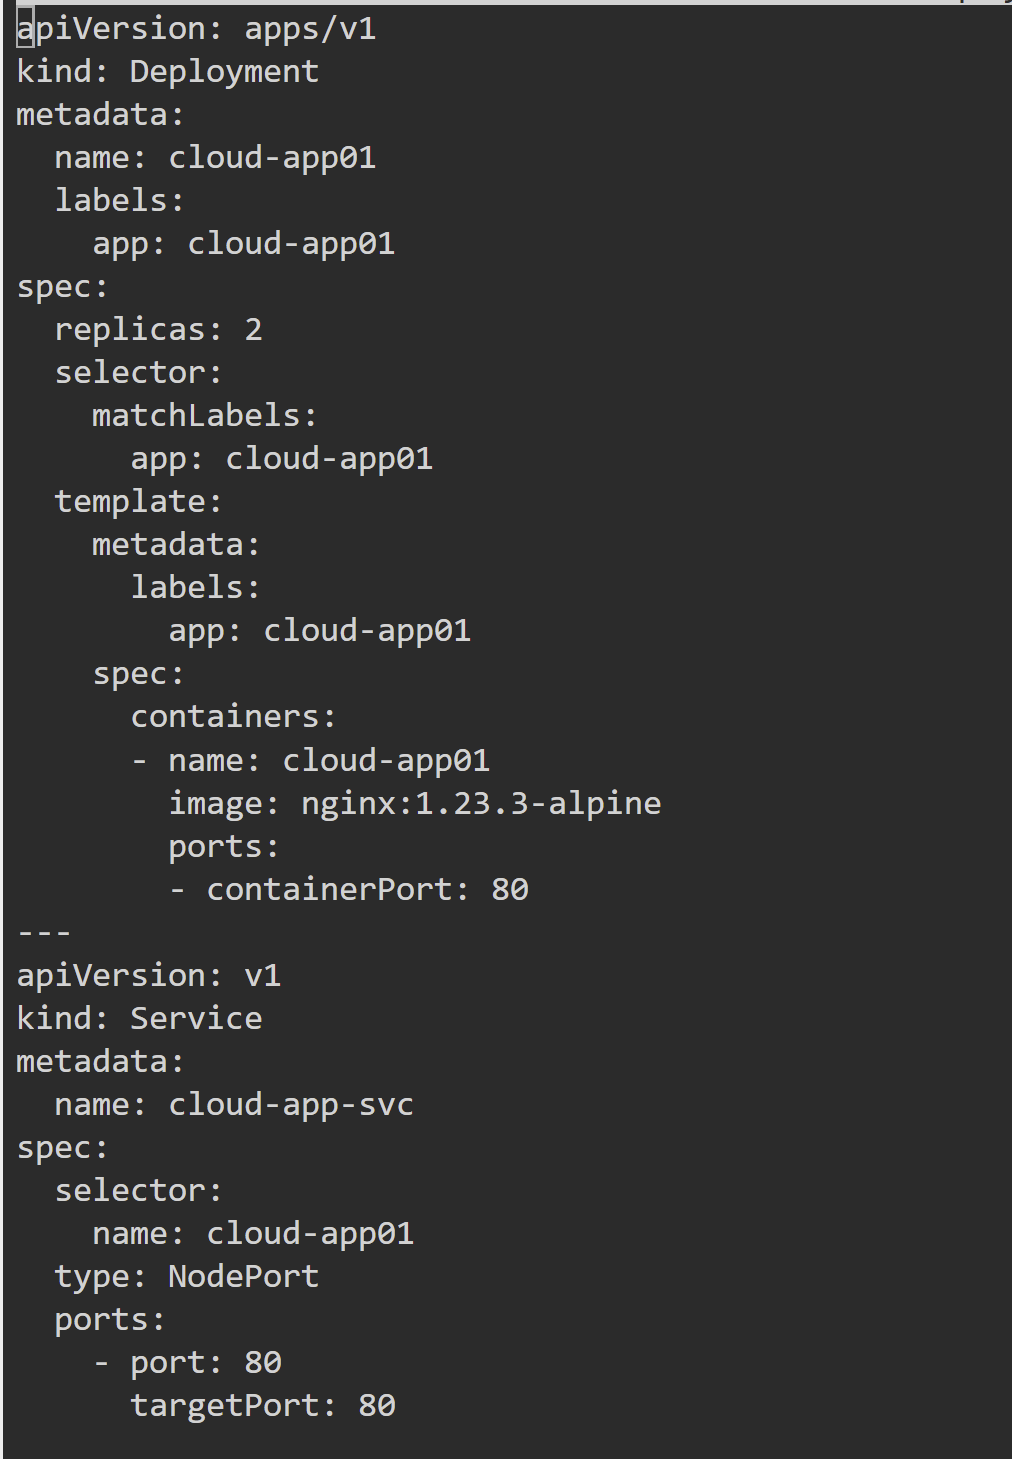 apiVersion: apps/v1
kind: Deployment
metadata:
  name: cloud-app01
  labels:
    app: cloud-app01
spec:
  replicas: 2
  selector:
    matchLabels:
      app: cloud-app01
  template:
    metadata:
      labels:
        app: cloud-app01
    spec:
      containers:
      - name: cloud-app01
        image: nginx:1.23.3-alpine
        ports:
        - containerPort: 80
---
apiVersion: v1
kind: Service
metadata:
  name: cloud-app-svc
spec:
  selector:
    name: cloud-app01
  type: NodePort
  ports:
    - port: 80
      targetPort: 80